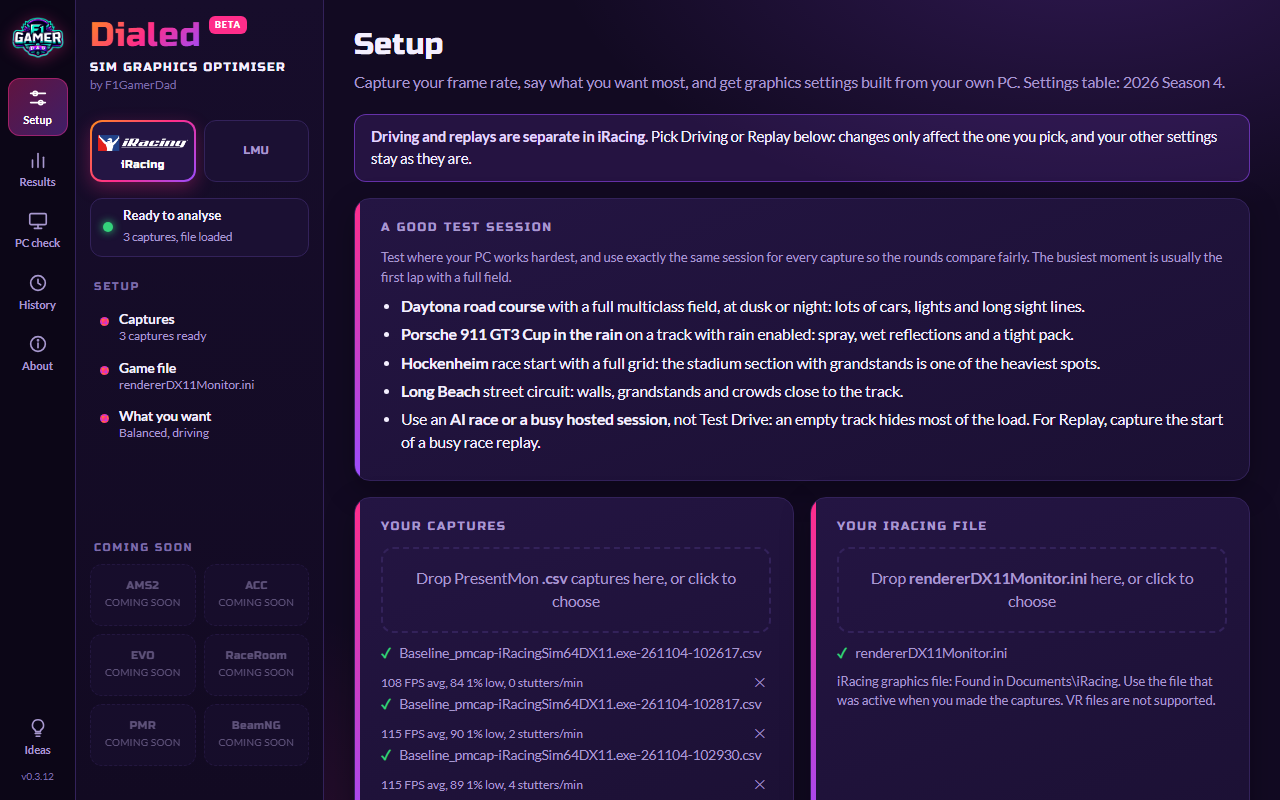 F1
GAMER
DAD
Setup
Results
PC check
History
About
Ideas
v0.3.12
Dialed BETA
SIM GRAPHICS OPTIMISER
by F1GamerDad
iRacing
iRacing
LMU
Ready to analyse
3 captures, file loaded
SETUP
Captures
3 captures ready
Game file
rendererDX11Monitor.ini
What you want
Balanced, driving
COMING SOON
AMS2
COMING SOON
ACC
COMING SOON
EVO
COMING SOON
RaceRoom
COMING SOON
PMR
COMING SOON
BeamNG
COMING SOON
Setup
Capture your frame rate, say what you want most, and get graphics settings built from your own PC. Settings table: 2026 Season 4.
Driving and replays are separate in iRacing. Pick Driving or Replay below: changes only affect the one you pick, and your other settings
stay as they are.
A GOOD TEST SESSION
Test where your PC works hardest, and use exactly the same session for every capture so the rounds compare fairly. The busiest moment is usually the
first lap with a full field.
• Daytona road course with a full multiclass field, at dusk or night: lots of cars, lights and long sight lines.
• Porsche 911 GT3 Cup in the rain on a track with rain enabled: spray, wet reflections and a tight pack.
• Hockenheim race start with a full grid: the stadium section with grandstands is one of the heaviest spots.
• Long Beach street circuit: walls, grandstands and crowds close to the track.
• Use an AI race or a busy hosted session, not Test Drive: an empty track hides most of the load. For Replay, capture the start
of a busy race replay.
YOUR CAPTURES
Drop PresentMon .csv captures here, or click to
choose
✓ Baseline_pmcap-iRacingSim64DX11.exe-261104-102617.csv
108 FPS avg, 84 1% low, 0 stutters/min ×
✓ Baseline_pmcap-iRacingSim64DX11.exe-261104-102817.csv
115 FPS avg, 90 1% low, 2 stutters/min ×
✓ Baseline_pmcap-iRacingSim64DX11.exe-261104-102930.csv
115 FPS avg, 89 1% low, 4 stutters/min ×
YOUR IRACING FILE
Drop rendererDX11Monitor.ini here, or click to
choose
✓ rendererDX11Monitor.ini
iRacing graphics file: Found in Documents\iRacing. Use the file that
was active when you made the captures. VR files are not supported.